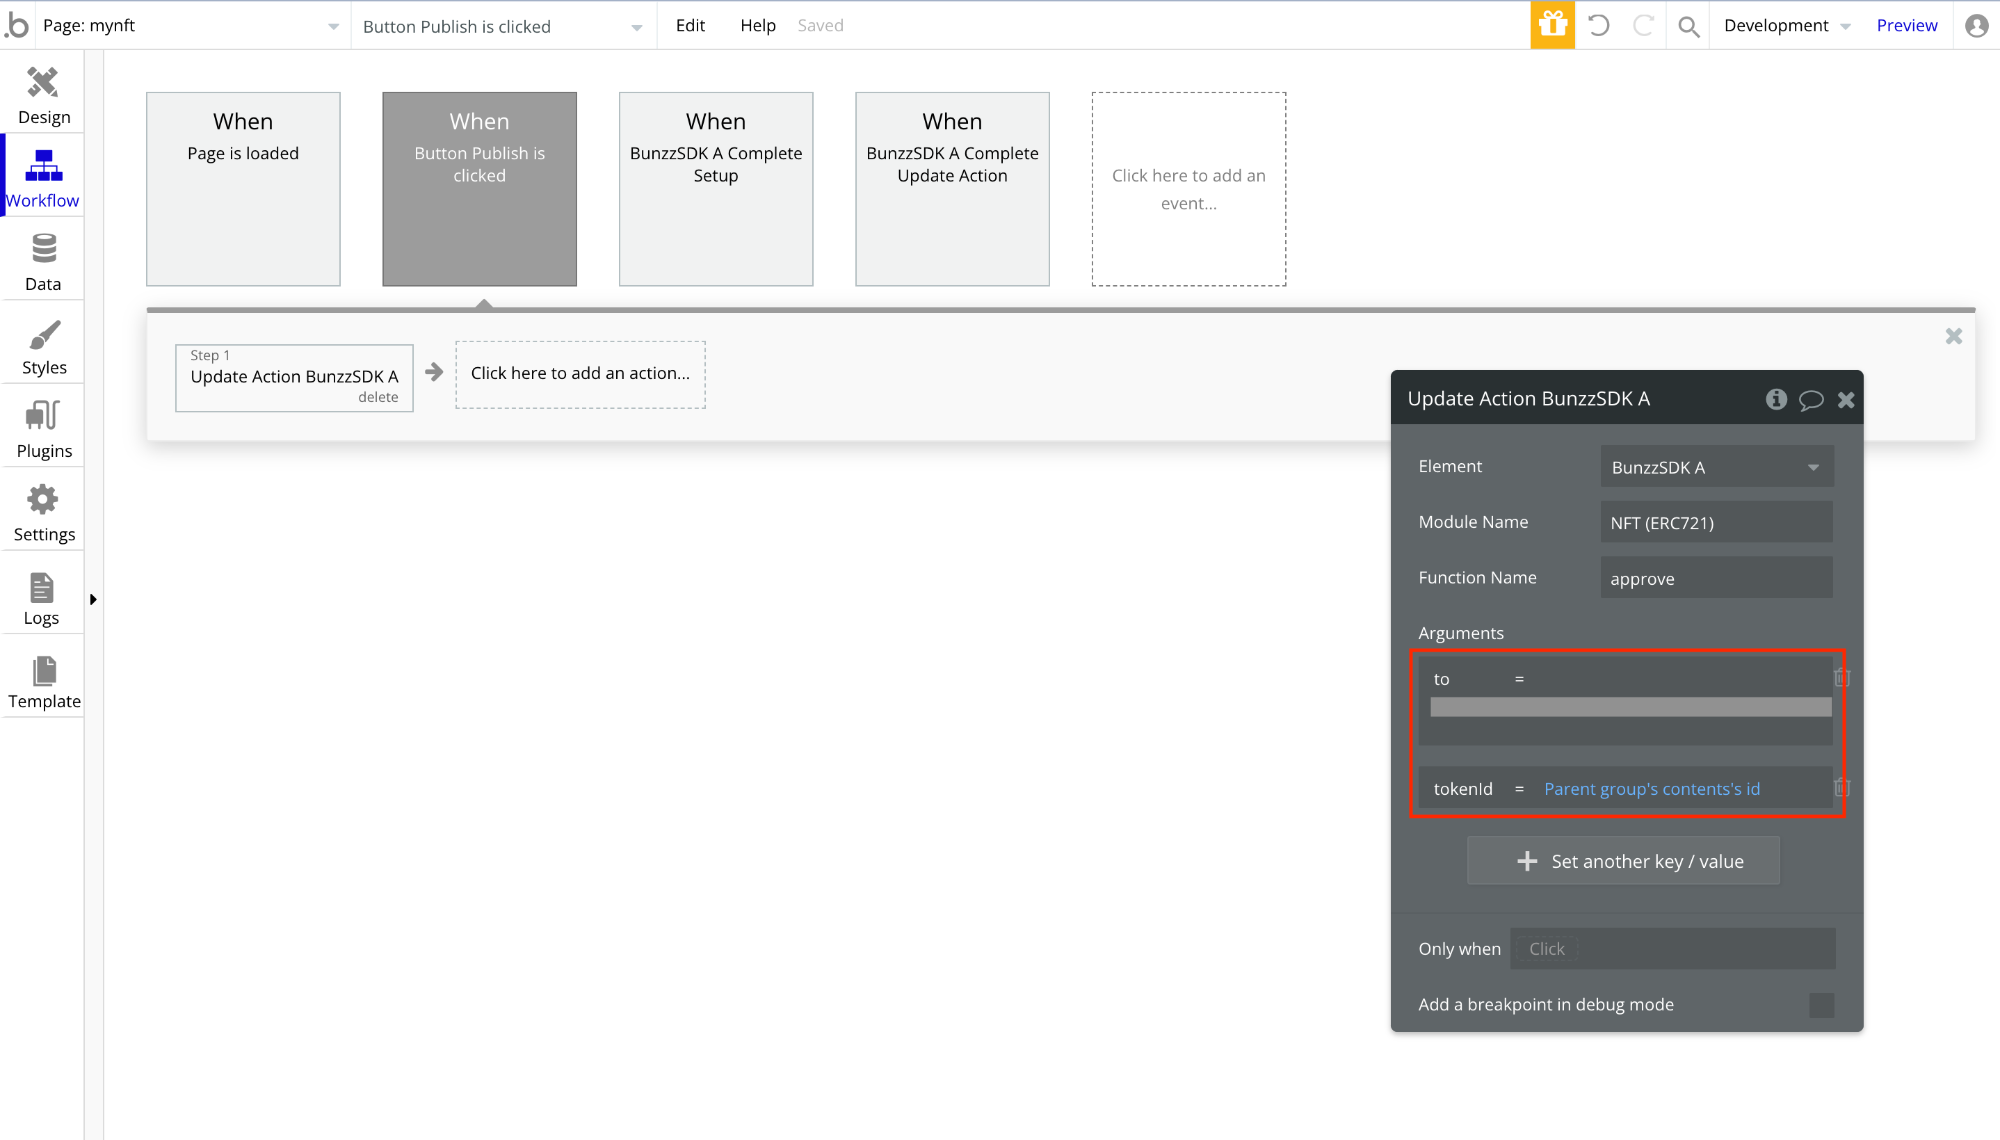 .b Page: mynft Button Publish is clicked Edit Help Saved Development Preview
Design
Workflow
Data
Styles
Plugins
Settings
Logs
Template
When
Page is loaded
When
Button Publish is
clicked
When
BunzzSDK A Complete
Setup
When
BunzzSDK A Complete
Update Action
Click here to add an
event...
Step 1
Update Action BunzzSDK A
delete
Click here to add an action...
Update Action BunzzSDK A
Element BunzzSDK A
Module Name NFT (ERC721)
Function Name approve
Arguments
to =
tokenId = Parent group's contents's id
+ Set another key / value
Only when Click
Add a breakpoint in debug mode